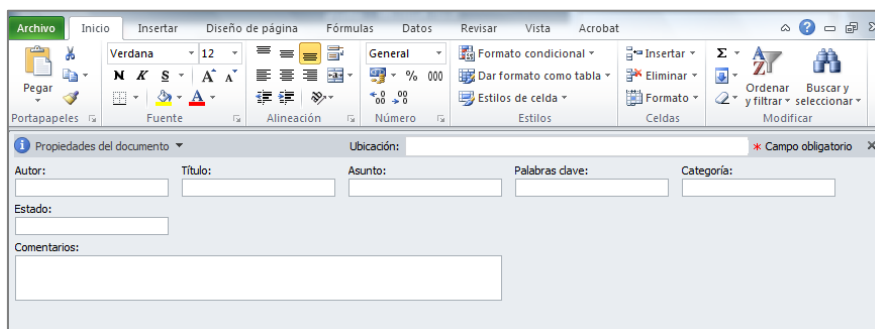 Archivo Inicio Insertar Diseño de página Fórmulas Datos Revisar Vista Acrobat
Verdana 12 General Formato condicional Insertar Σ
N K S A A % 000 Dar formato como tabla Eliminar
Pegar A Estilos de celda Formato Ordenar y filtrar Buscar y seleccionar
Portapapeles Fuente Alineación Número Estilos Celdas Modificar
Propiedades del documento Ubicación: * Campo obligatorio
Autor: Título: Asunto: Palabras clave: Categoría:
Estado:
Comentarios: